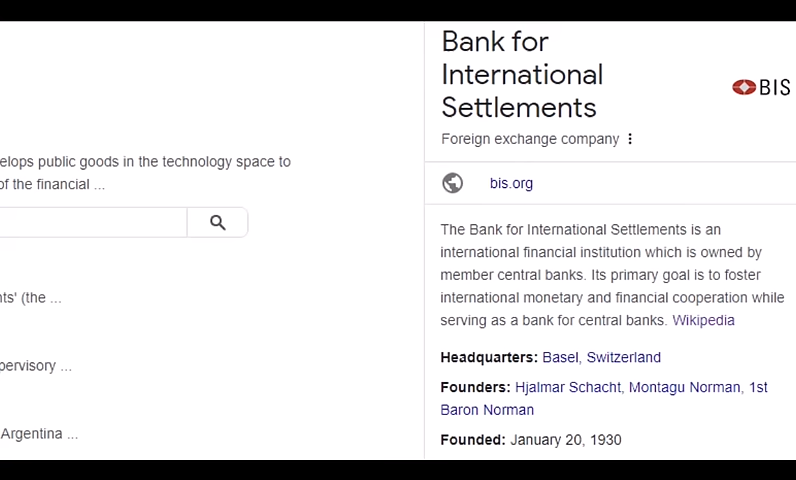 Bank for
International
Settlements
BIS
Foreign exchange company
elops public goods in the technology space to
of the financial ...
bis.org
The Bank for International Settlements is an
international financial institution which is owned by
member central banks. Its primary goal is to foster
international monetary and financial cooperation while
serving as a bank for central banks. Wikipedia
nts' (the ...
Headquarters: Basel, Switzerland
pervisory ...
Founders: Hjalmar Schacht, Montagu Norman, 1st
Baron Norman
Argentina ...
Founded: January 20, 1930